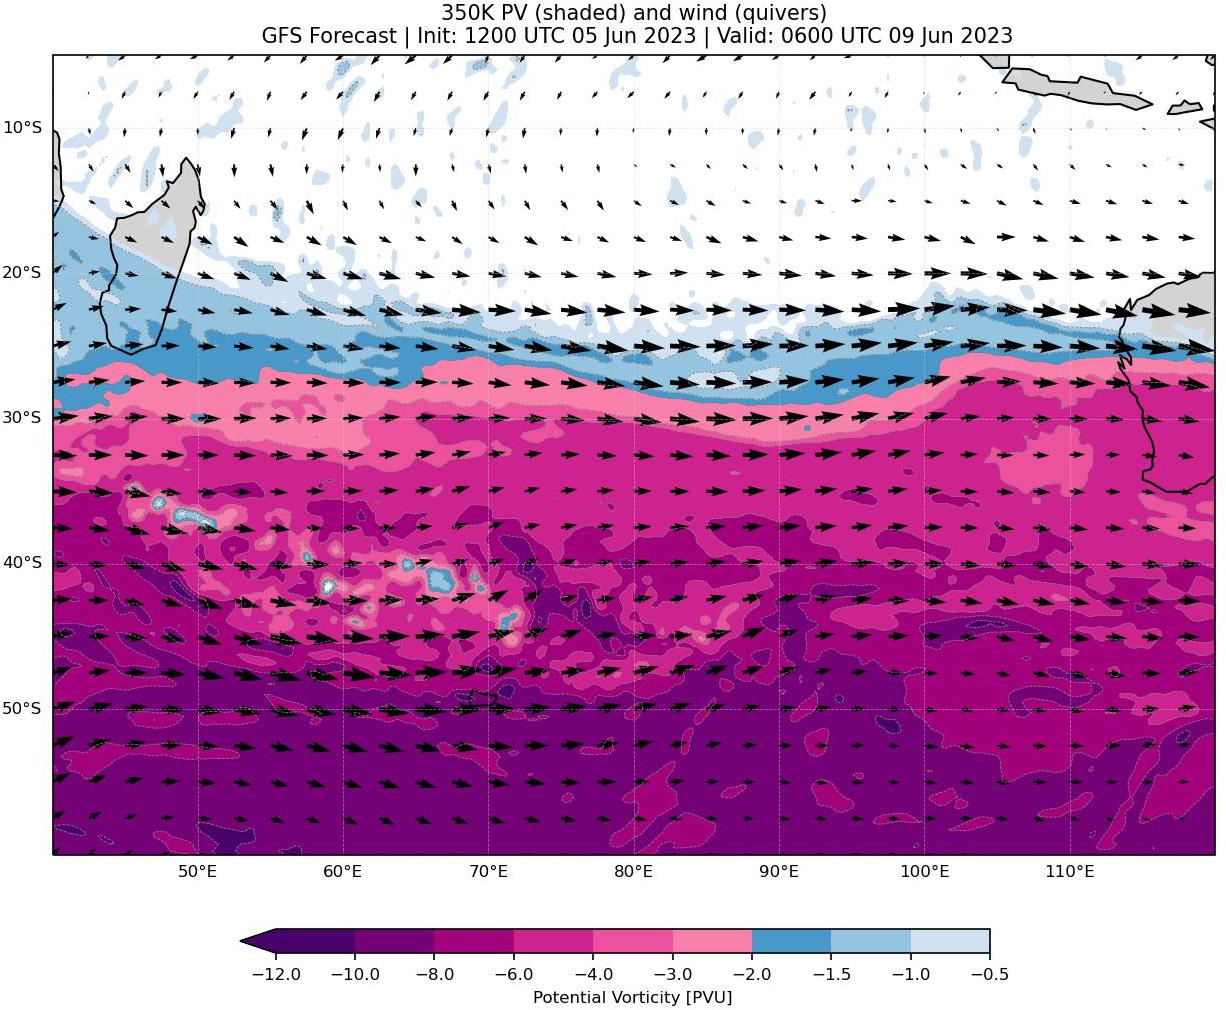 350K PV (shaded) and wind (quivers)
GFS Forecast | Init: 1200 UTC 05 Jun 2023 | Valid: 0600 UTC 09 Jun 2023
10°S
20°S
30°S
40°S
50°S
50°E 60°E 70°E 80°E 90°E 100°E 110°E
−12.0 −10.0 −8.0 −6.0 −4.0 −3.0 −2.0 −1.5 −1.0 −0.5
Potential Vorticity [PVU]